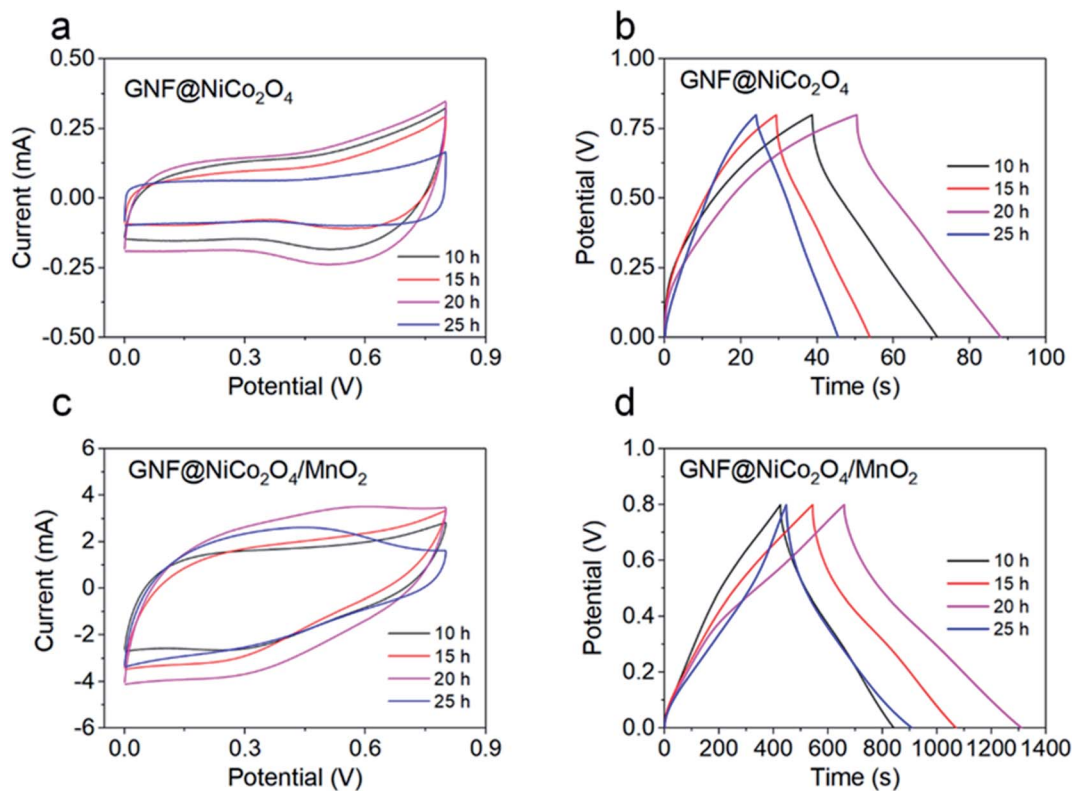 a
GNF@NiCo₂O₄
Current (mA)
0.50
0.25
0.00
-0.25
-0.50
0.0
0.3
0.6
0.9
Potential (V)
10 h
15 h
20 h
25 h
b
GNF@NiCo₂O₄
Potential (V)
1.00
0.75
0.50
0.25
0.00
0
20
40
60
80
100
Time (s)
10 h
15 h
20 h
25 h
c
GNF@NiCo₂O₄/MnO₂
Current (mA)
6
4
2
0
-2
-4
-6
0.0
0.3
0.6
0.9
Potential (V)
10 h
15 h
20 h
25 h
d
GNF@NiCo₂O₄/MnO₂
Potential (V)
1.0
0.8
0.6
0.4
0.2
0.0
0
200
400
600
800
1000
1200
1400
Time (s)
10 h
15 h
20 h
25 h